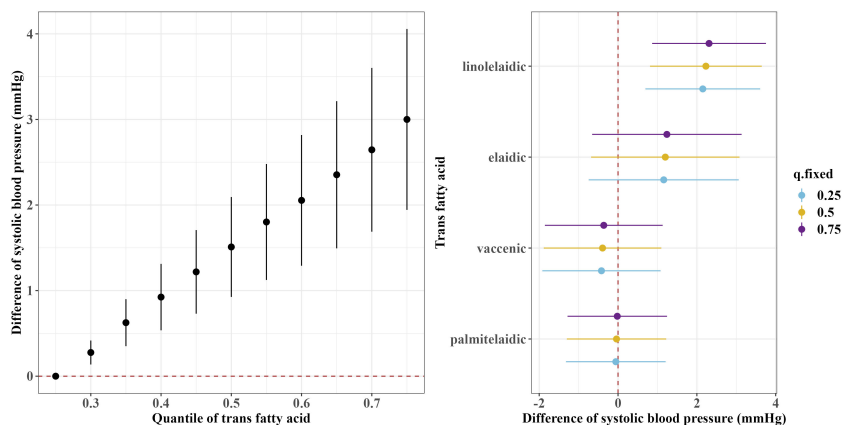 Difference of systolic blood pressure (mmHg)
4
3
2
1
0
0.3 0.4 0.5 0.6 0.7
Quantile of trans fatty acid
Trans fatty acid
linolelaidic
elaidic
vaccenic
palmitelaidic
-2 0 2 4
Difference of systolic blood pressure (mmHg)
q.fixed
0.25
0.5
0.75